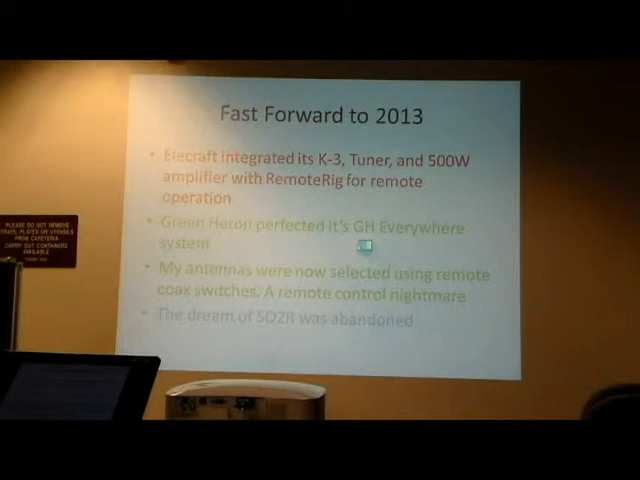 Fast Forward to 2013
• Elecraft integrated its K-3, Tuner, and 500W
amplifier with RemoteRig for remote
operation
• Green Heron perfected it's GH Everywhere
system
• My antennas were now selected using remote
coax switches. A remote control nightmare
• The dream of SO2R was abandoned
PLEASE DO NOT REMOVE
PLATES OR UTENSILS
FROM CAFETERIA
CARRY OUT CONTAINERS
AVAILABLE